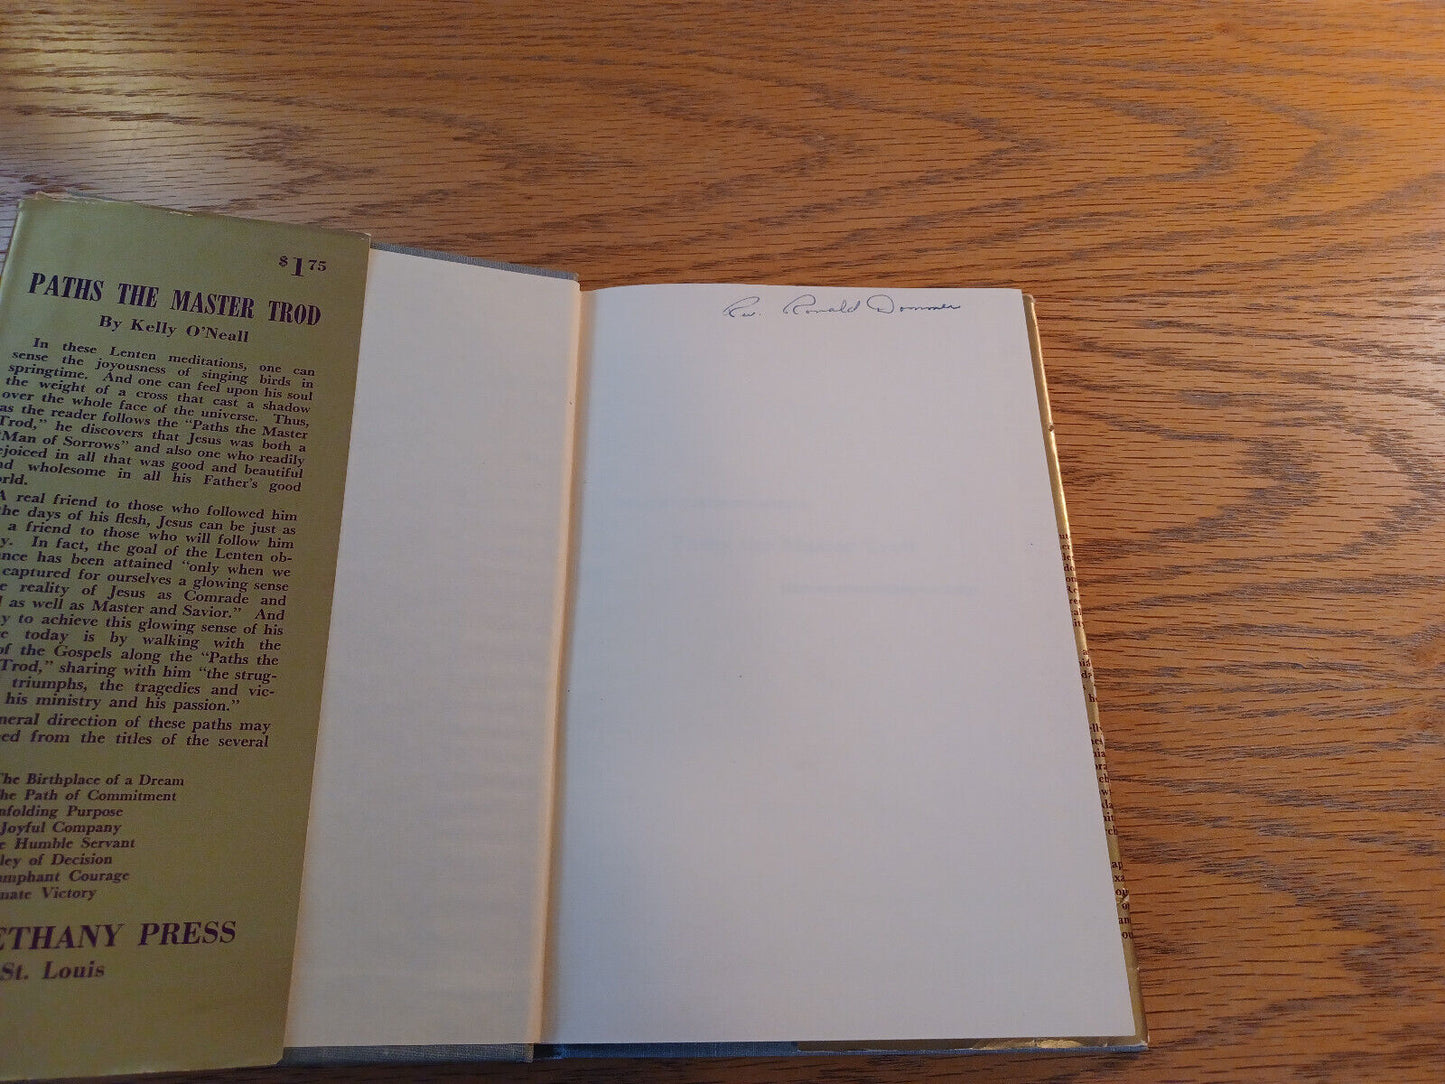 $1 75
PATHS THE MASTER TROD
By Kelly O'Neall
In these Lenten meditations, one can
sense the joyousness of singing birds in
springtime. And one can feel upon his soul
the weight of a cross that cast a shadow
over the whole face of the universe. Thus,
as the reader follows the "Paths the Master
Trod," he discovers that Jesus was both a
"Man of Sorrows" and also one who readily
ejoiced in all that was good and beautiful
nd wholesome in all his Father's good
orld.
A real friend to those who followed him
the days of his flesh, Jesus can be just as
a friend to those who will follow him
y. In fact, the goal of the Lenten ob-
ance has been attained "only when we
captured for ourselves a glowing sense
e reality of Jesus as Comrade and
d as well as Master and Savior." And
y to achieve this glowing sense of his
ce today is by walking with the
of the Gospels along the "Paths the
Trod," sharing with him "the strug-
triumphs, the tragedies and vic-
his ministry and his passion."
neral direction of these paths may
ed from the titles of the several
The Birthplace of a Dream
The Path of Commitment
nfolding Purpose
Joyful Company
e Humble Servant
lley of Decision
umphant Courage
mate Victory
ETHANY PRESS
St. Louis
Rev. Ronald Dommer